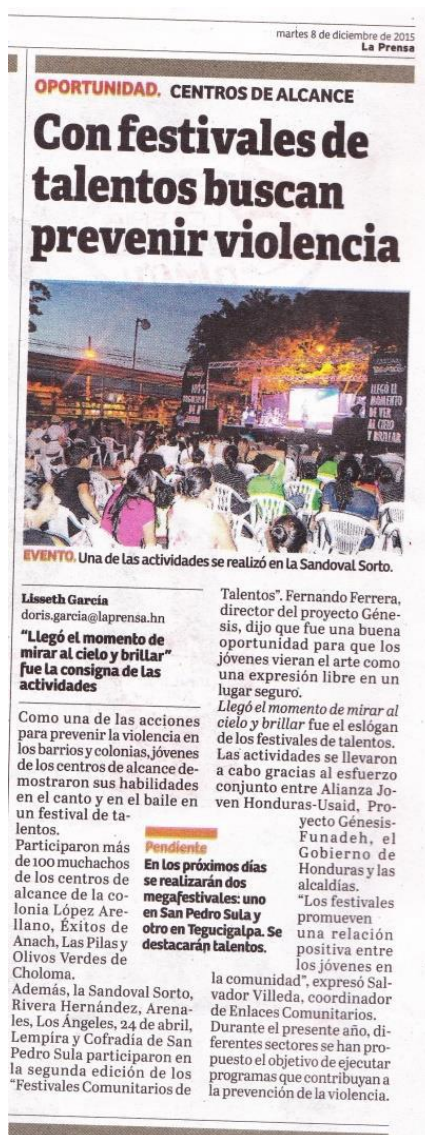 martes 8 de diciembre de 2015
La Prensa
OPORTUNIDAD. CENTROS DE ALCANCE
Con festivales de
talentos buscan
prevenir violencia
LLEGÓ EL
MOMENTO
DE VER
AL CIELO
Y BRILLAR
EVENTO. Una de las actividades se realizó en la Sandoval Sorto.
Lisseth García
doris.garcia@laprensa.hn
“Llegó el momento de
mirar al cielo y brillar”
fue la consigna de las
actividades
Como una de las acciones
para prevenir la violencia en
los barrios y colonias, jóvenes
de los centros de alcance de-
mostraron sus habilidades
en el canto y en el baile en
un festival de ta-
lentos.
Participaron más
de 100 muchachos
de los centros de
alcance de la co-
lonia López Are-
llano, Éxitos de
Anach, Las Pilas y
Olivos Verdes de
Choloma.
Además, la Sandoval Sorto,
Rivera Hernández, Arena-
les, Los Ángeles, 24 de abril,
Lempira y Cofradía de San
Pedro Sula participaron en
la segunda edición de los
“Festivales Comunitarios de
Pendiente
En los próximos días
se realizarán dos
megafestivales: uno
en San Pedro Sula y
otro en Tegucigalpa. Se
destacarán talentos.
Talentos”. Fernando Ferrera,
director del proyecto Géne-
sis, dijo que fue una buena
oportunidad para que los
jóvenes vieran el arte como
una expresión libre en un
lugar seguro.
Llegó el momento de mirar al
cielo y brillar fue el eslógan
de los festivales de talentos.
Las actividades se llevaron
a cabo gracias al esfuerzo
conjunto entre Alianza Jo-
ven Honduras-Usaid, Pro-
yecto Génesis-
Funadeh, el
Gobierno de
Honduras y las
alcaldías.
“Los festivales
promueven
una relación
positiva entre
los jóvenes en
la comunidad”, expresó Sal-
vador Villeda, coordinador
de Enlaces Comunitarios.
Durante el presente año, di-
ferentes sectores se han pro-
puesto el objetivo de ejecutar
programas que contribuyan a
la prevención de la violencia.